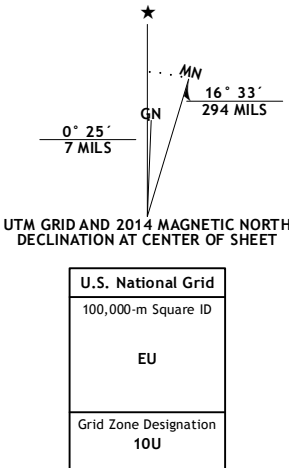 ★
MN
GN
16° 33´
294 MILS
0° 25´
7 MILS
UTM GRID AND 2014 MAGNETIC NORTH
DECLINATION AT CENTER OF SHEET
U.S. National Grid
100,000-m Square ID
EU
Grid Zone Designation
10U